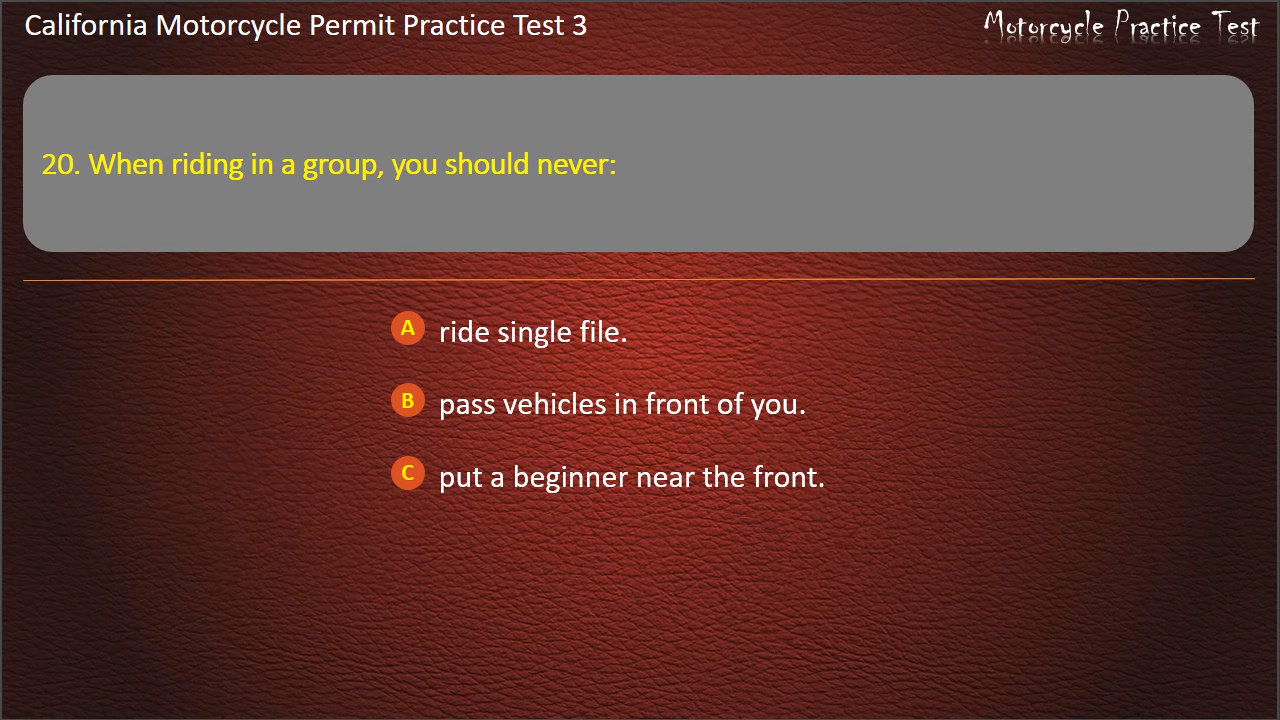 California Motorcycle Permit Practice Test 3
Motorcycle Practice Test
20. When riding in a group, you should never:
A ride single file.
B pass vehicles in front of you.
C put a beginner near the front.